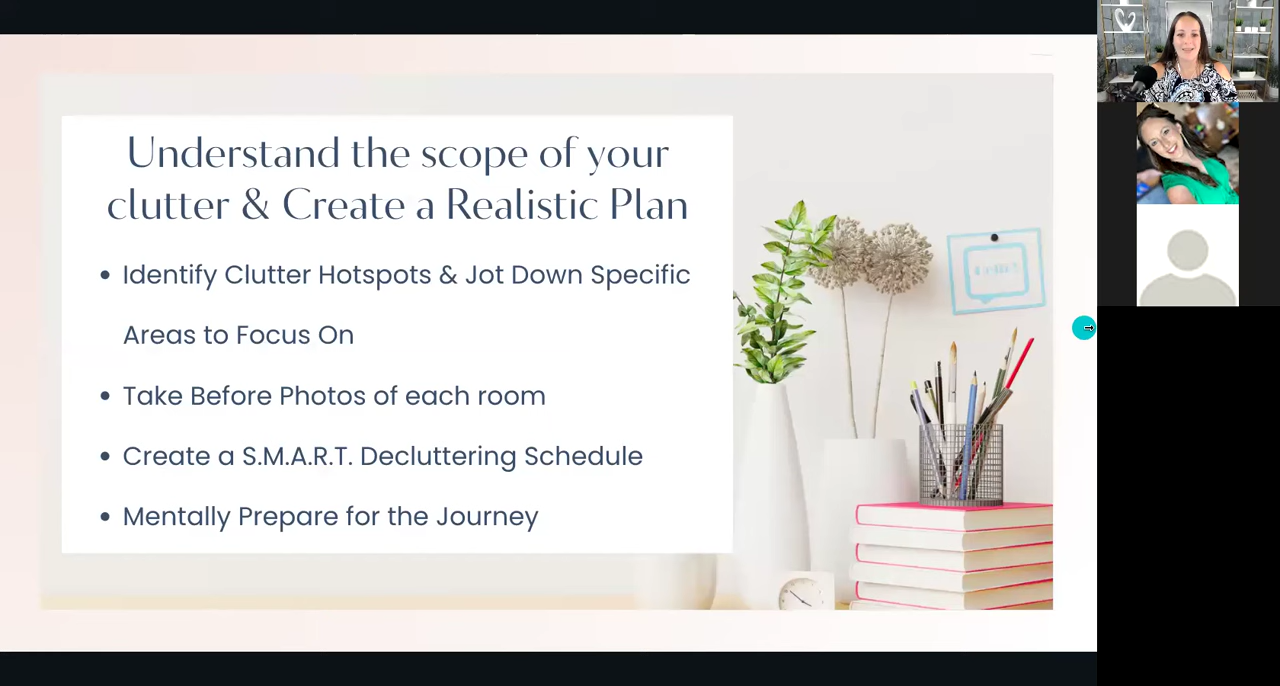 Understand the scope of your
clutter & Create a Realistic Plan
• Identify Clutter Hotspots & Jot Down Specific
Areas to Focus On
• Take Before Photos of each room
• Create a S.M.A.R.T. Decluttering Schedule
• Mentally Prepare for the Journey